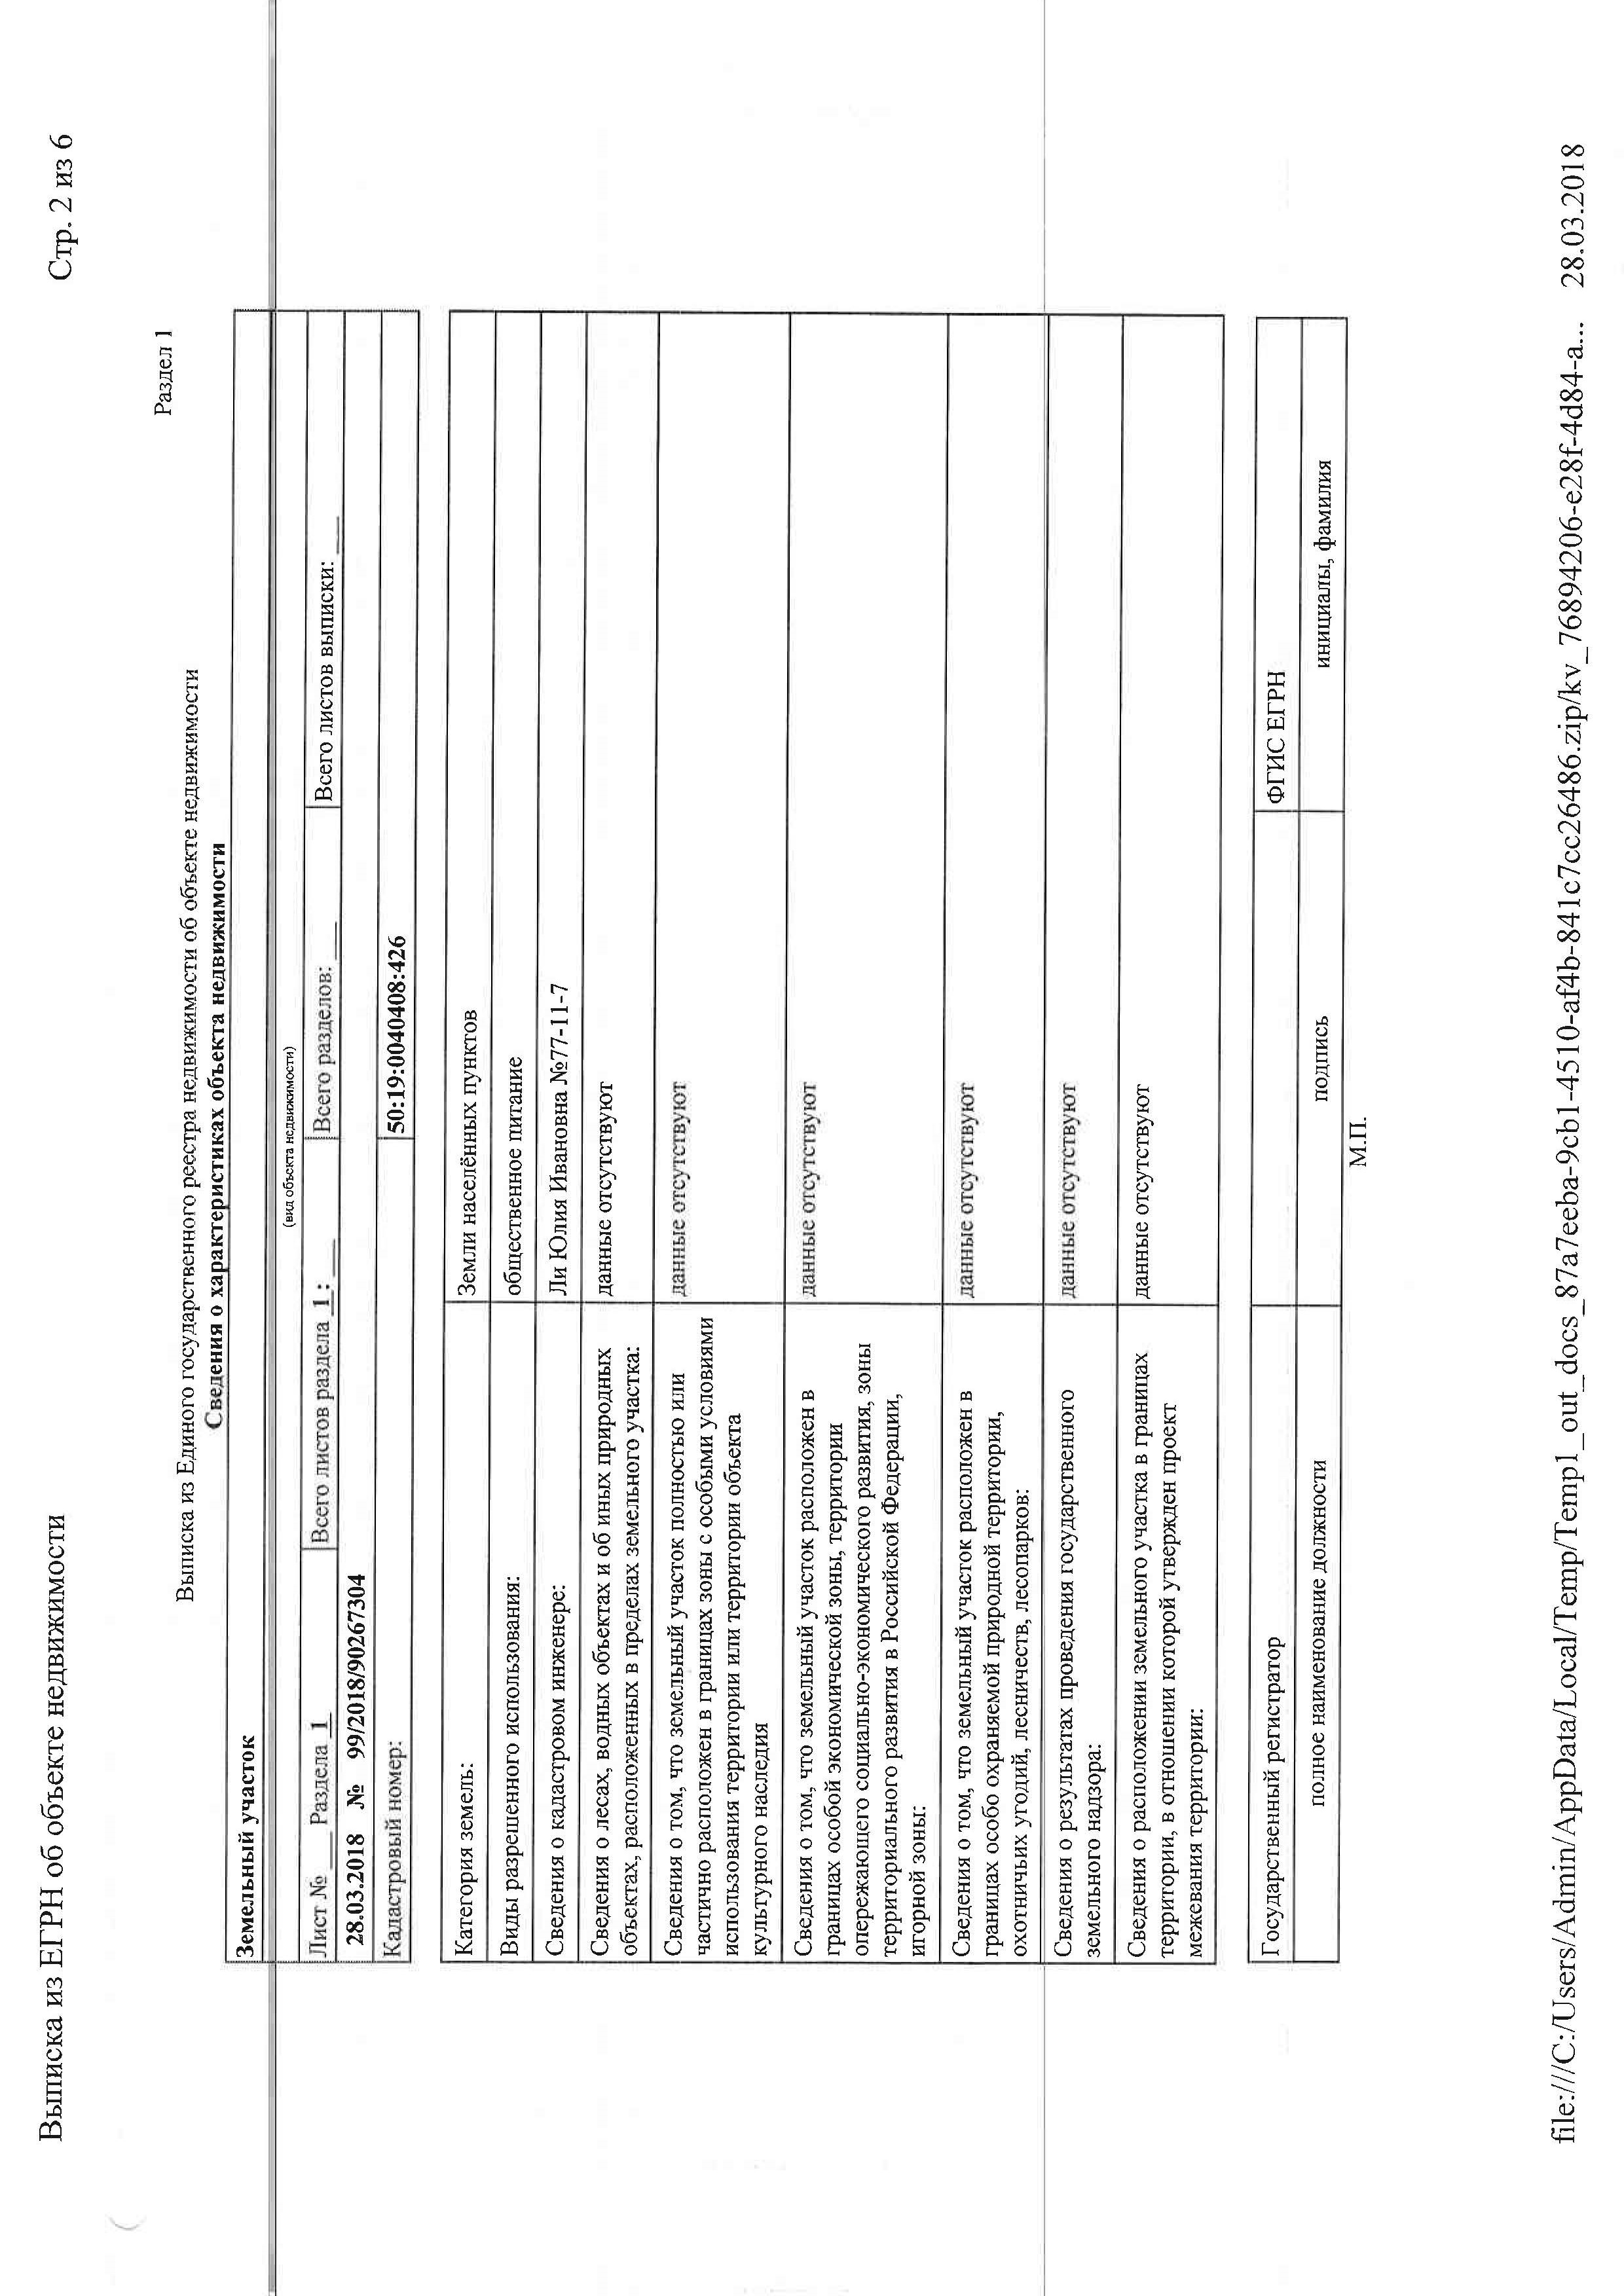 Выписка из ЕГРН об объекте недвижимости Стр. 2 из 6
Раздел 1
Выписка из Единого государственного реестра недвижимости об объекте недвижимости
Сведения о характеристиках объекта недвижимости
Земельный участок
(вид объекта недвижимости)
Лист № ___ Раздела 1 Всего листов раздела 1 : ___ Всего разделов: ___ Всего листов выписки: ___
28.03.2018 № 99/2018/90267304
Кадастровый номер: 50:19:0040408:426
Категория земель: Земли населённых пунктов
Виды разрешенного использования: общественное питание
Сведения о кадастровом инженере: Ли Юлия Ивановна №77-11-7
Сведения о лесах, водных объектах и об иных природных данные отсутствуют
объектах, расположенных в пределах земельного участка:
Сведения о том, что земельный участок полностью или данные отсутствуют
частично расположен в границах зоны с особыми условиями
использования территории или территории объекта
культурного наследия
Сведения о том, что земельный участок расположен в данные отсутствуют
границах особой экономической зоны, территории
опережающего социально-экономического развития, зоны
территориального развития в Российской Федерации,
игорной зоны:
Сведения о том, что земельный участок расположен в данные отсутствуют
границах особо охраняемой природной территории,
охотничьих угодий, лесничеств, лесопарков:
Сведения о результатах проведения государственного данные отсутствуют
земельного надзора:
Сведения о расположении земельного участка в границах данные отсутствуют
территории, в отношении которой утвержден проект
межевания территории:
Государственный регистратор ФГИС ЕГРН
полное наименование должности подпись инициалы, фамилия
М.П.
file:///C:/Users/Admin/AppData/Local/Temp/Temp1_out_docs_87a7eeba-9cb1-4510-af4b-841c7cc26486.zip/kv_76894206-e28f-4d84-a... 28.03.2018